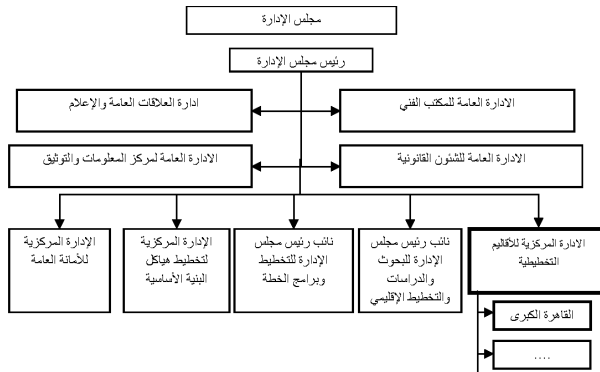 مجلس الإدارة
رئيس مجلس الإدارة
الادارة العامة للمكتب الفني
ادارة العلاقات العامة والإعلام
الادارة العامة للشئون القانونية
الادارة العامة لمركز المعلومات والتوثيق
الادارة المركزية للأقاليم
التخطيطية
نائب رئيس مجلس
الإدارة للبحوث
والدراسات
والتخطيط الإقليمي
نائب رئيس مجلس
الإدارة للتخطيط
وبرامج الخطة
الإدارة المركزية
لتخطيط هياكل
البنية الأساسية
الإدارة المركزية
للأمانة العامة
القاهرة الكبرى
....